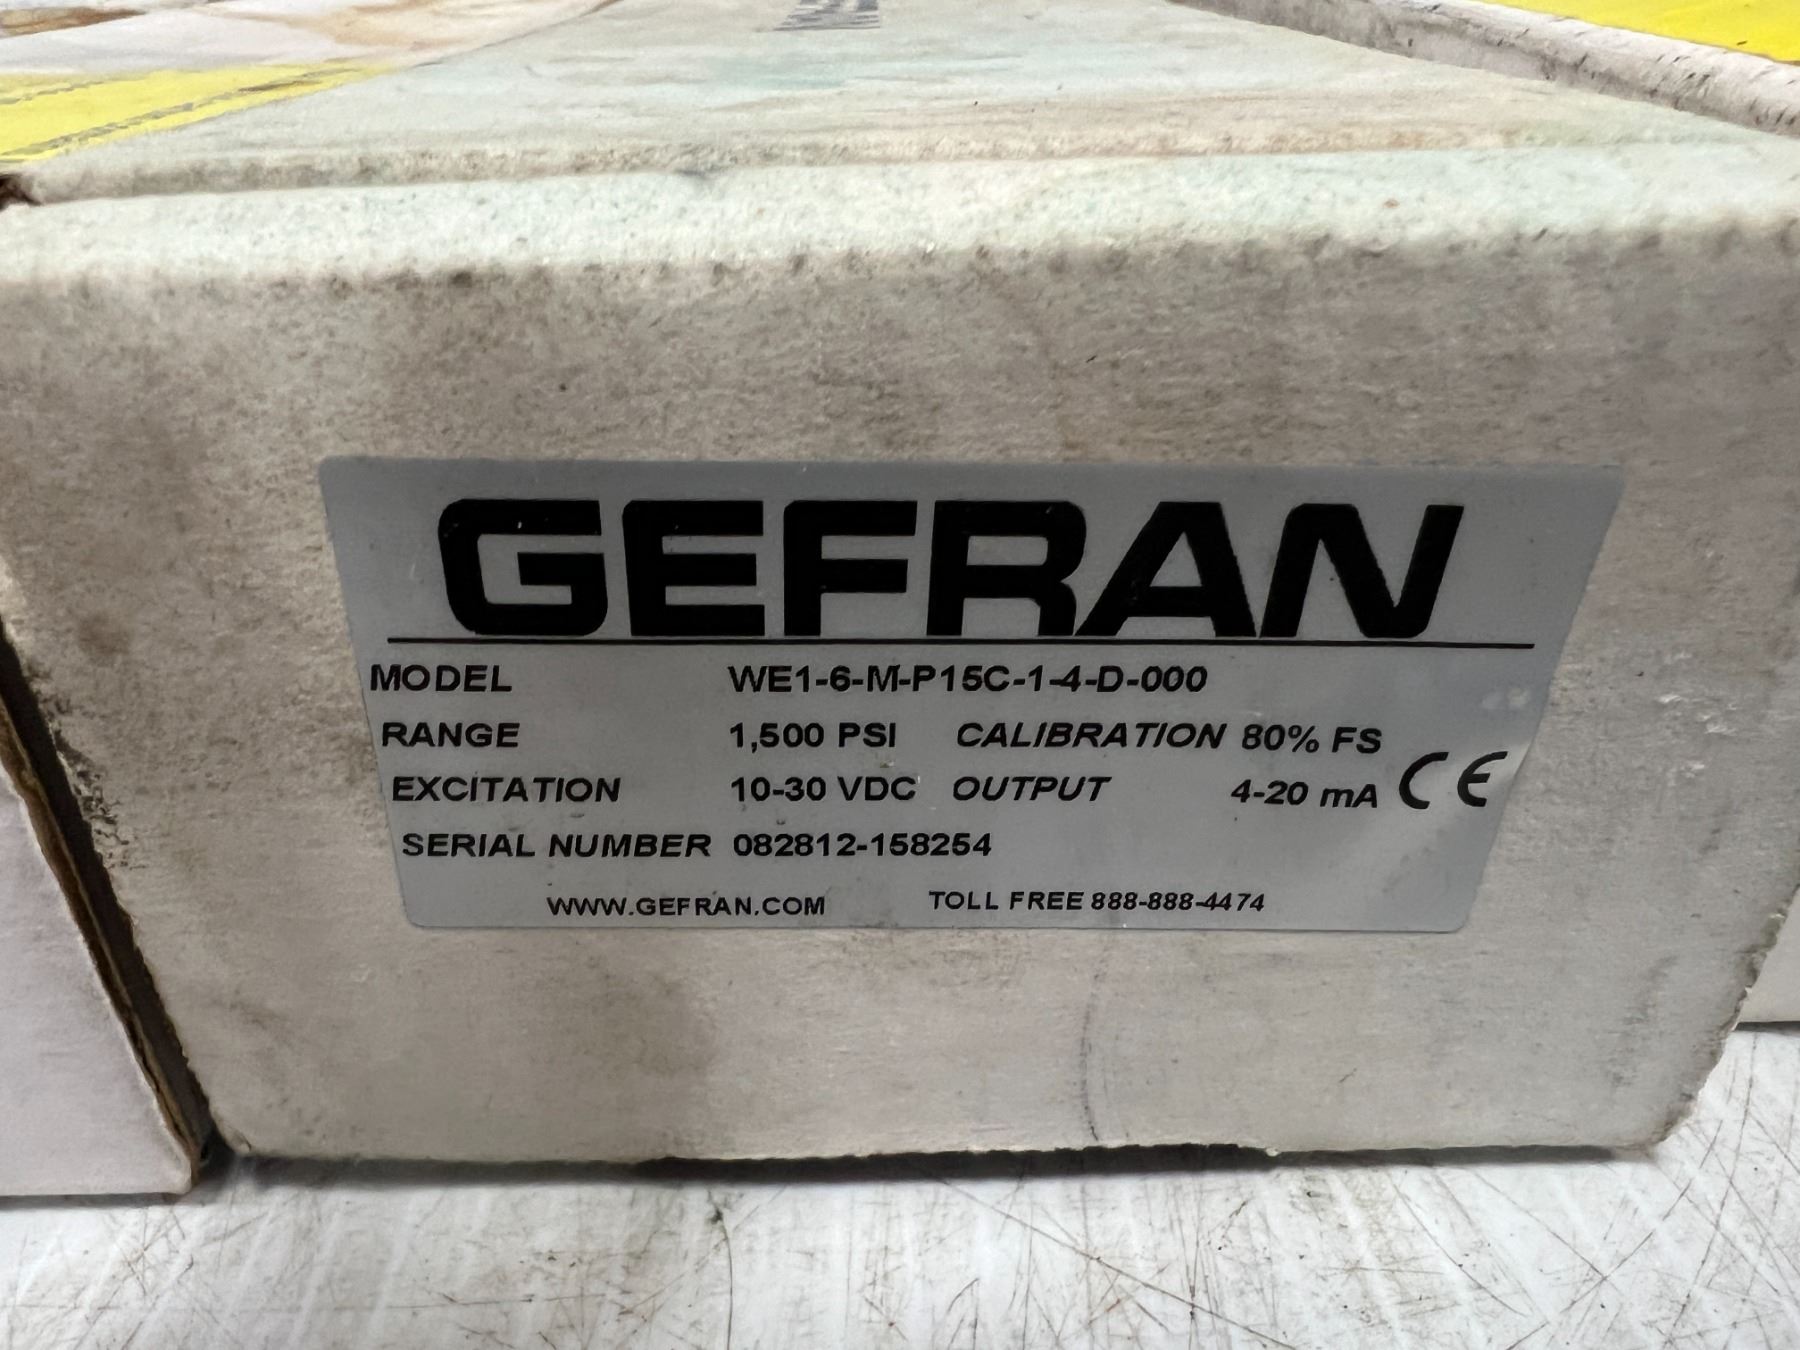 GEFRAN
MODEL WE1-6-M-P15C-1-4-D-000
RANGE 1,500 PSI CALIBRATION 80% FS
EXCITATION 10-30 VDC OUTPUT 4-20 mA CE
SERIAL NUMBER 082812-158254
WWW.GEFRAN.COM TOLL FREE 888-888-4474